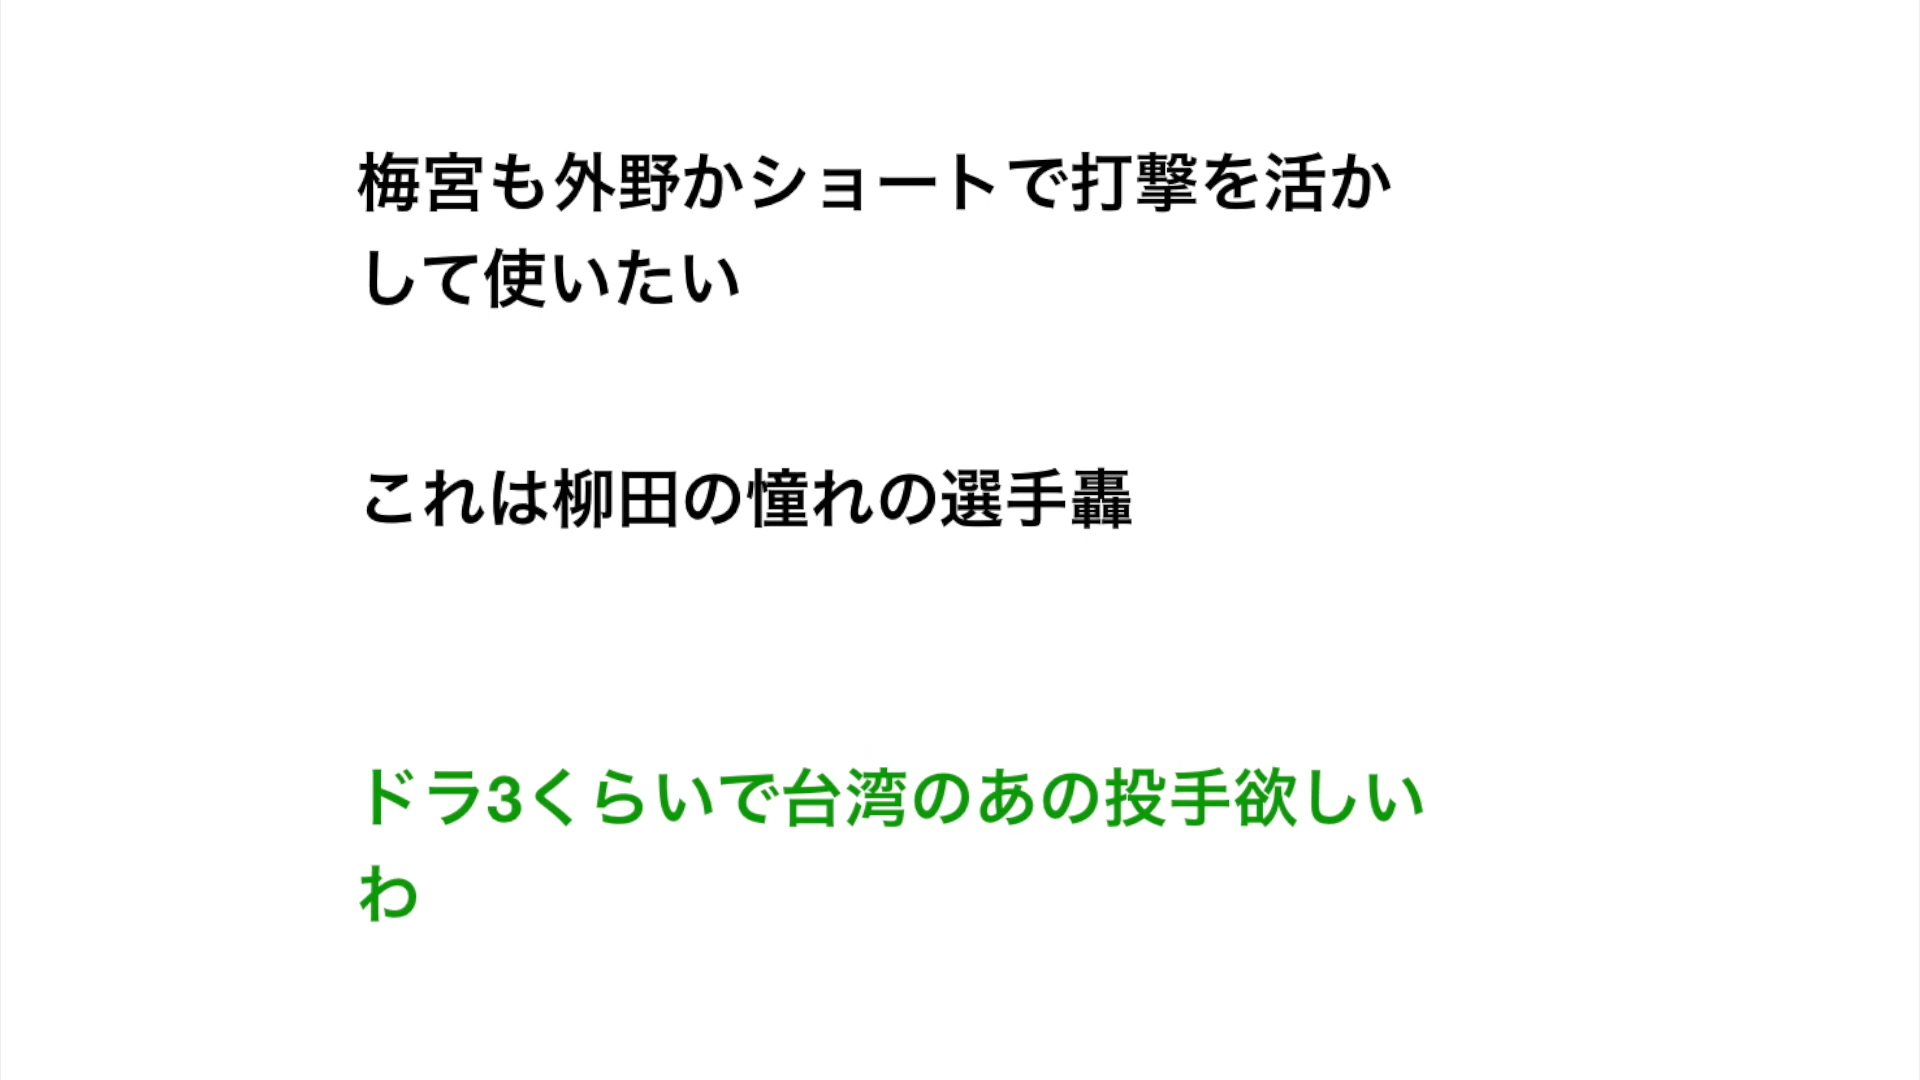 梅宮も外野かショートで打撃を活か
して使いたい
これは柳田の憧れの選手轟
ドラ3くらいで台湾のあの投手欲しい
わ